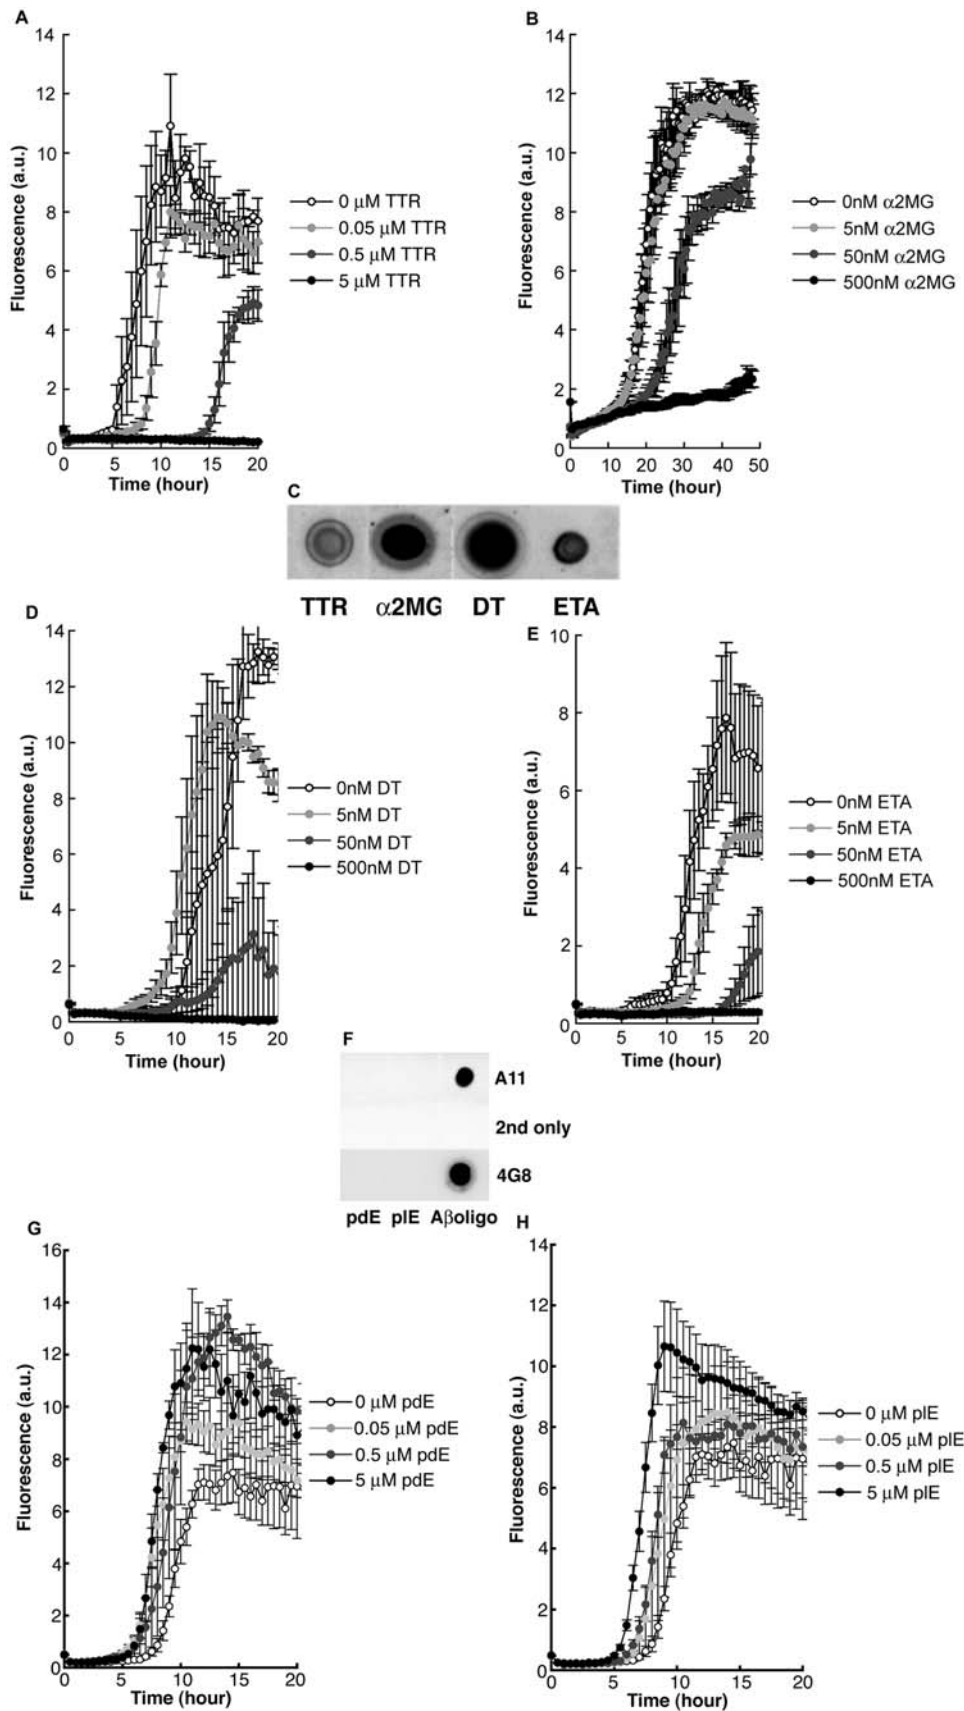 A
B
14
12
10
8
6
4
2
0
Fluorescence (a.u.)
0 5 10 15 20
Time (hour)
0 μM TTR
0.05 μM TTR
0.5 μM TTR
5 μM TTR
14
12
10
8
6
4
2
0
Fluorescence (a.u.)
0 10 20 30 40 50
Time (hour)
0nM α2MG
5nM α2MG
50nM α2MG
500nM α2MG
C
TTR α2MG DT ETA
D
E
14
12
10
8
6
4
2
0
Fluorescence (a.u.)
0 5 10 15 20
Time (hour)
0nM DT
5nM DT
50nM DT
500nM DT
10
8
6
4
2
0
Fluorescence (a.u.)
0 5 10 15 20
Time (hour)
0nM ETA
5nM ETA
50nM ETA
500nM ETA
F
A11
2nd only
4G8
pdE plE Aβoligo
G
H
16
14
12
10
8
6
4
2
0
Fluorescence (a.u.)
0 5 10 15 20
Time (hour)
0 μM pdE
0.05 μM pdE
0.5 μM pdE
5 μM pdE
14
12
10
8
6
4
2
0
Fluorescence (a.u.)
0 5 10 15 20
Time (hour)
0 μM plE
0.05 μM plE
0.5 μM plE
5 μM plE